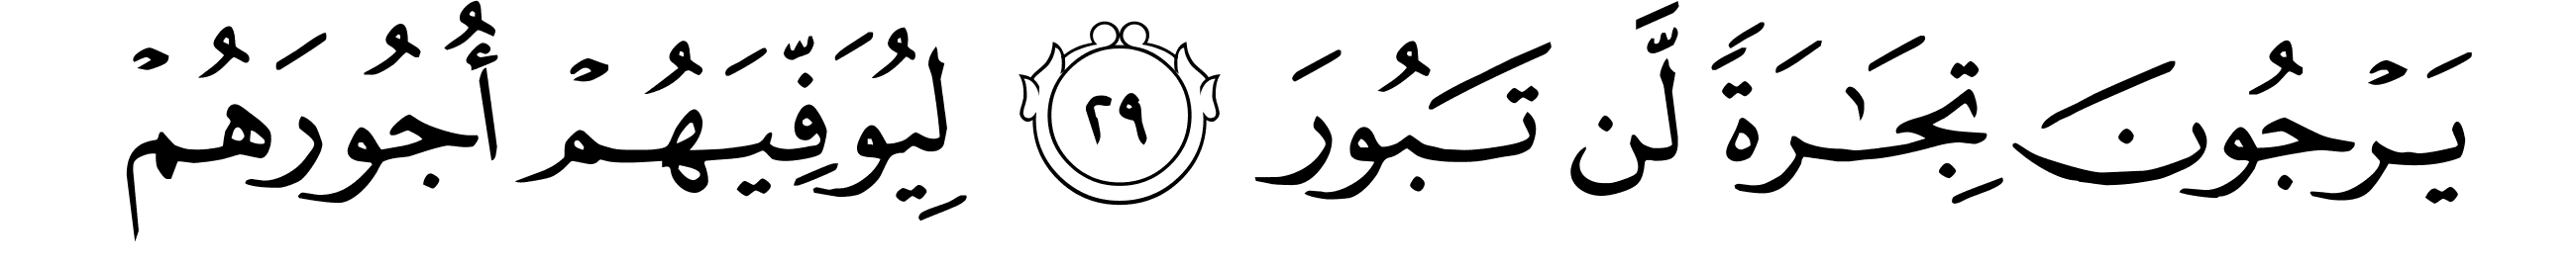 يَرْجُونَ تِجَٰرَةً لَّن تَبُورَ ٢٩ لِيُوَفِّيَهُمْ أُجُورَهُمْ